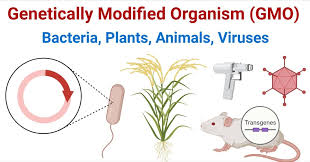 Genetically Modified Organism (GMO)
Bacteria, Plants, Animals, Viruses
Transgenes